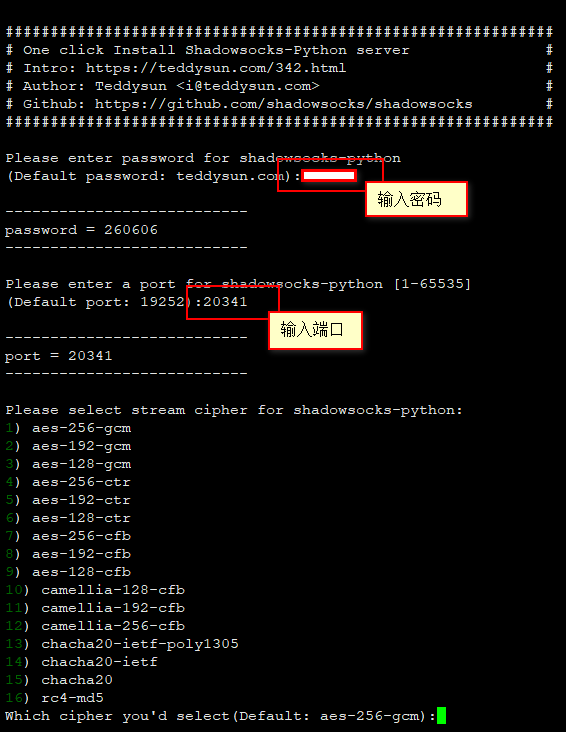 #############################################################
# One click Install Shadowsocks-Python server #
# Intro: https://teddysun.com/342.html #
# Author: Teddysun <i@teddysun.com> #
# Github: https://github.com/shadowsocks/shadowsocks #
#############################################################
Please enter password for shadowsocks-python
(Default password: teddysun.com):
输入密码
---------------------------
password = 260606
---------------------------
Please enter a port for shadowsocks-python [1-65535]
(Default port: 19252):20341
输入端口
---------------------------
port = 20341
---------------------------
Please select stream cipher for shadowsocks-python:
1) aes-256-gcm
2) aes-192-gcm
3) aes-128-gcm
4) aes-256-ctr
5) aes-192-ctr
6) aes-128-ctr
7) aes-256-cfb
8) aes-192-cfb
9) aes-128-cfb
10) camellia-128-cfb
11) camellia-192-cfb
12) camellia-256-cfb
13) chacha20-ietf-poly1305
14) chacha20-ietf
15) chacha20
16) rc4-md5
Which cipher you'd select(Default: aes-256-gcm):